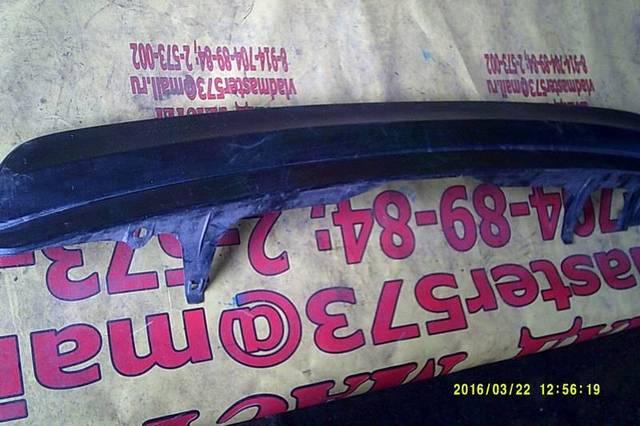 master573@mail
704-89-84; 2-573-
vladmaster573@mail.ru
8-914-704-89-84; 2-573-002
vladmaster573@mail.ru
8-914-704-89-84; 2-573-002
2016/03/22 12:56:19